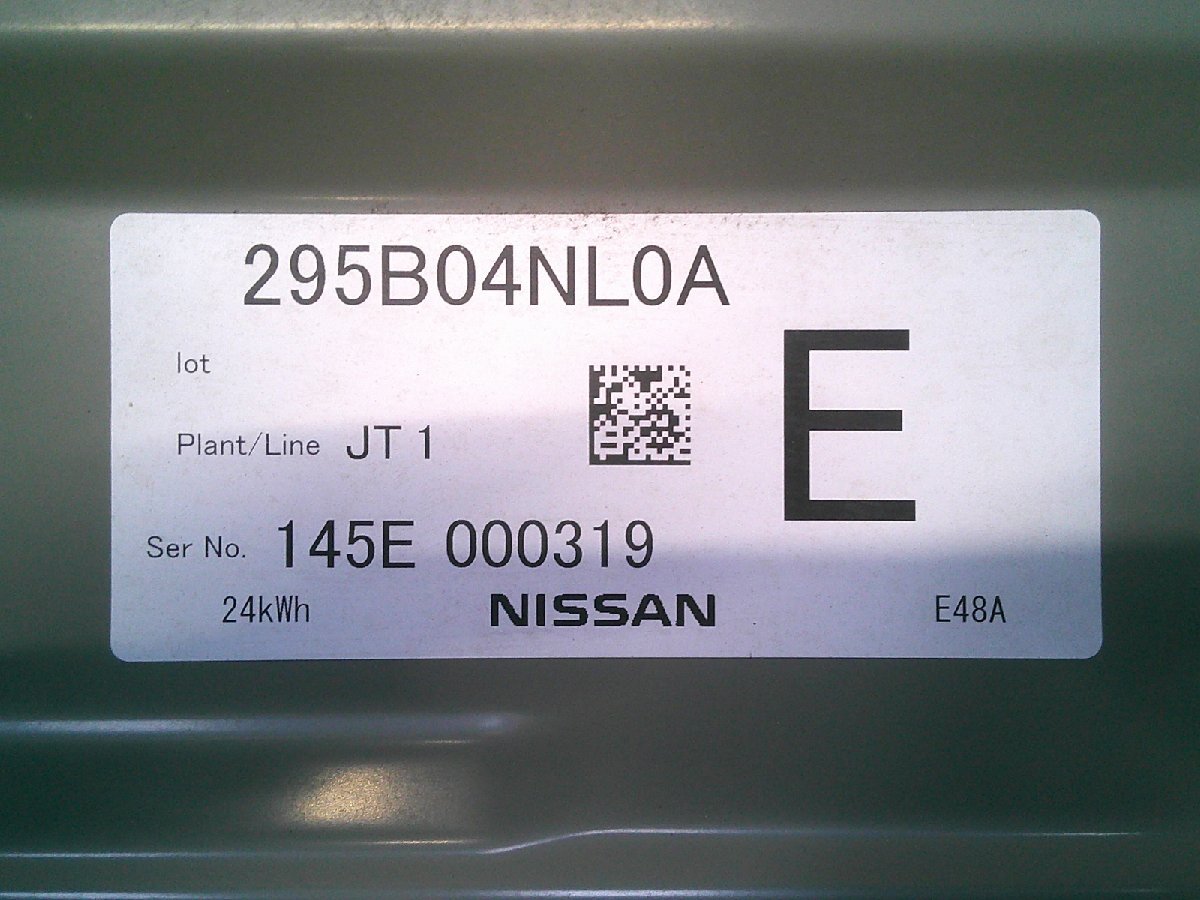 295B04NL0A
lot
E
Plant/Line JT 1
Ser No. 145E 000319
24kWh NISSAN E48A